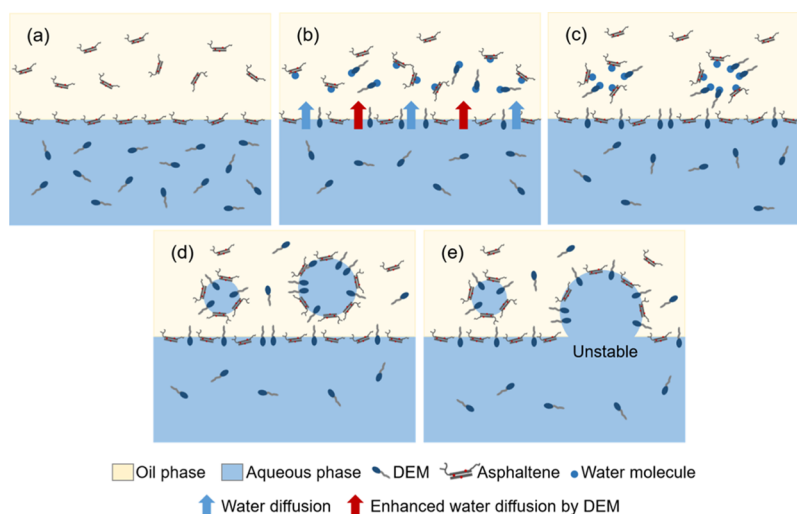 (a)
(b)
(c)
(d)
(e)
Unstable
Oil phase Aqueous phase DEM Asphaltene Water molecule
Water diffusion Enhanced water diffusion by DEM